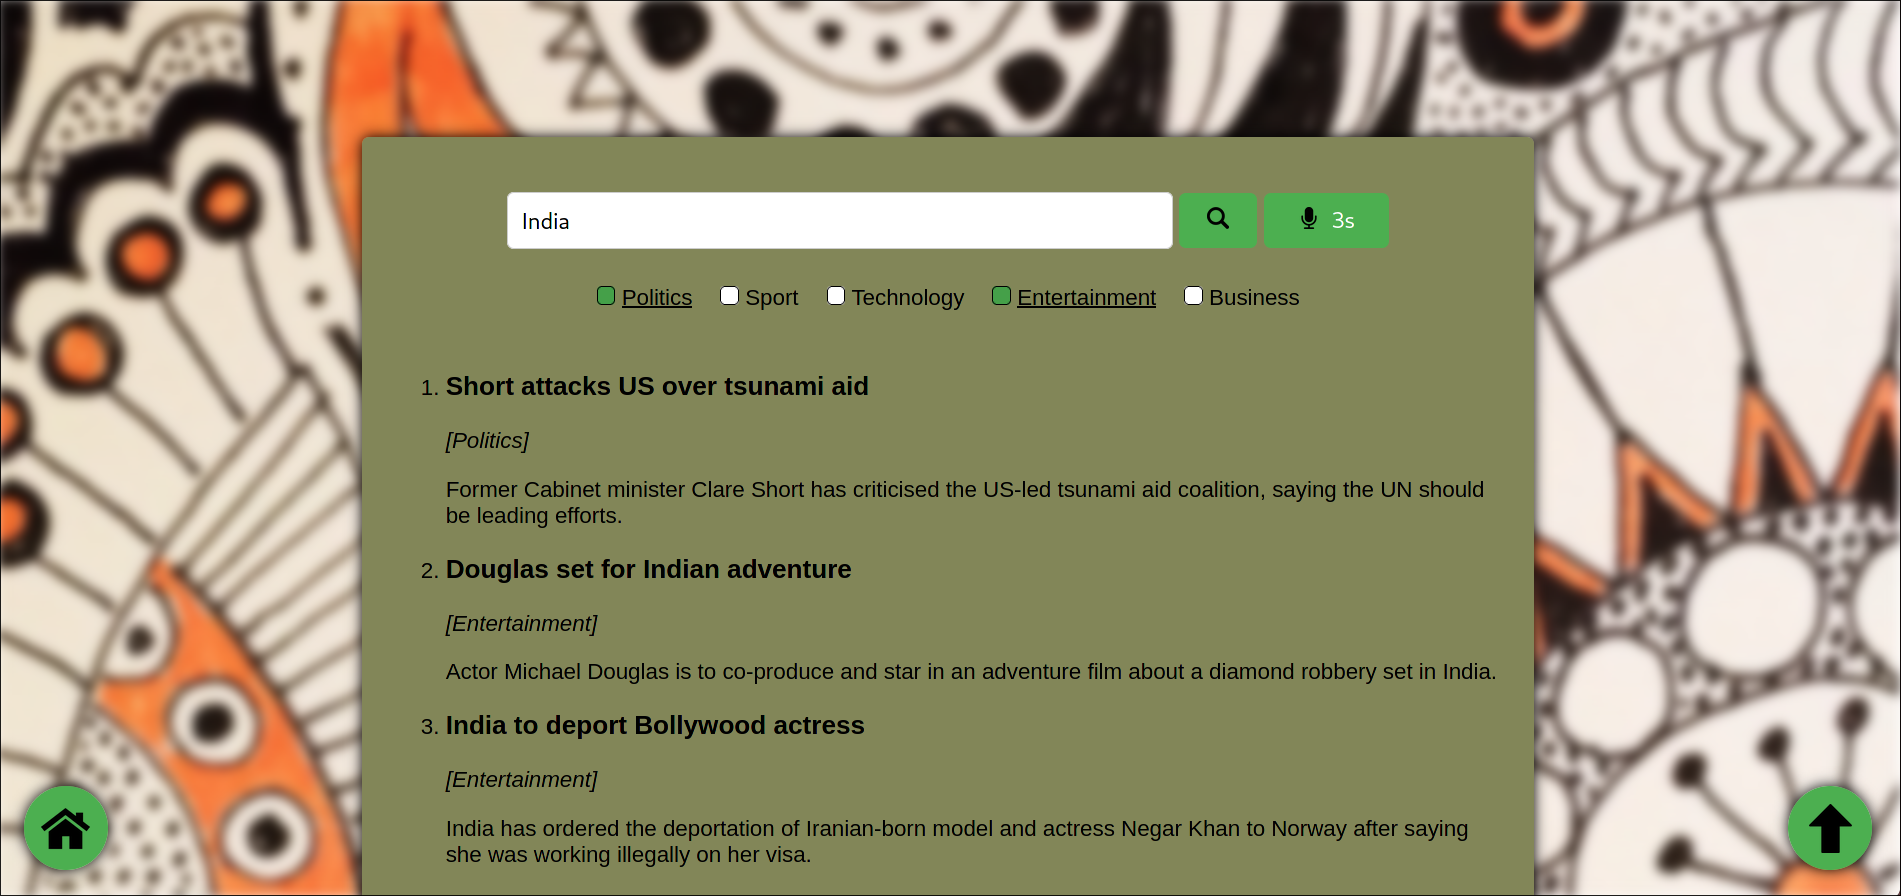 India
3s
Politics Sport Technology Entertainment Business
1. Short attacks US over tsunami aid
[Politics]
Former Cabinet minister Clare Short has criticised the US-led tsunami aid coalition, saying the UN should
be leading efforts.
2. Douglas set for Indian adventure
[Entertainment]
Actor Michael Douglas is to co-produce and star in an adventure film about a diamond robbery set in India.
3. India to deport Bollywood actress
[Entertainment]
India has ordered the deportation of Iranian-born model and actress Negar Khan to Norway after saying
she was working illegally on her visa.